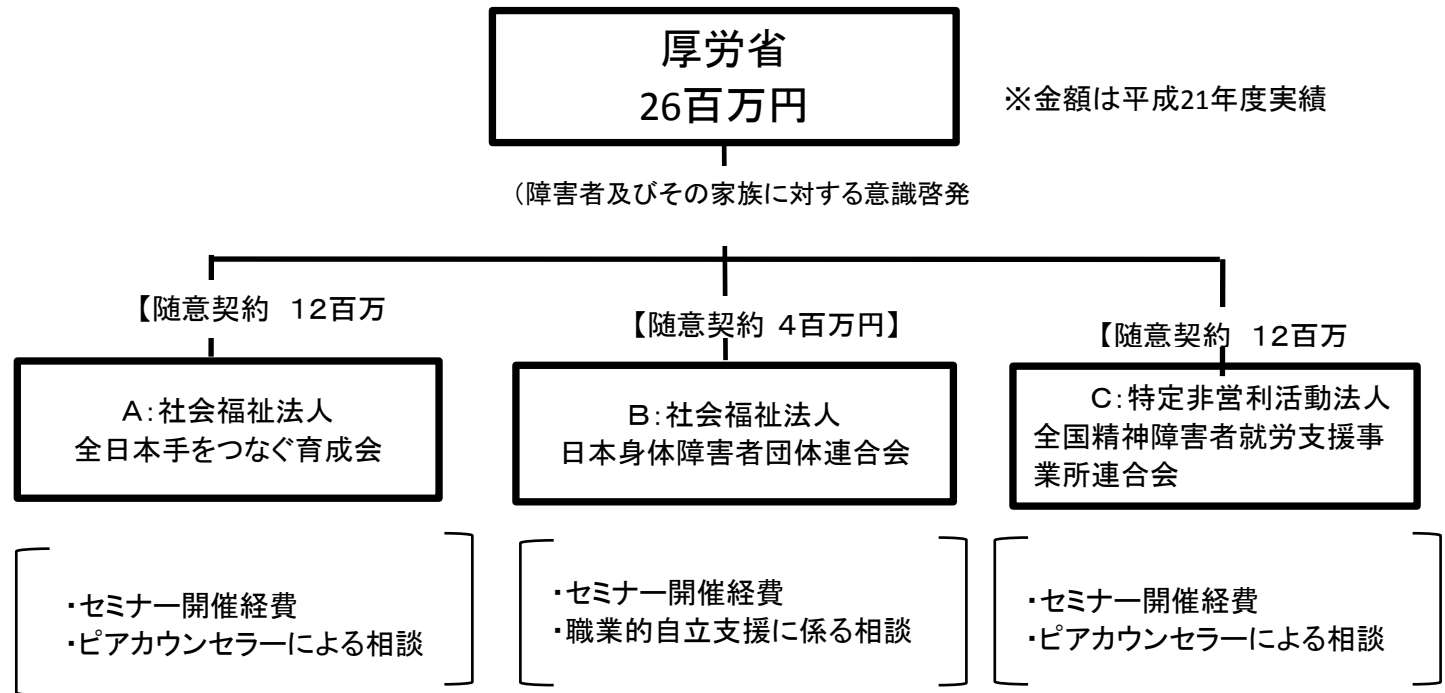 厚労省
26百万円
※金額は平成21年度実績
（障害者及びその家族に対する意識啓発
【随意契約　１２百万
【随意契約 ４百万円】
【随意契約　１２百万
Ａ：社会福祉法人
全日本手をつなぐ育成会
Ｂ：社会福祉法人
日本身体障害者団体連合会
Ｃ：特定非営利活動法人
全国精神障害者就労支援事
業所連合会
・セミナー開催経費
・ピアカウンセラーによる相談
・セミナー開催経費
・職業的自立支援に係る相談
・セミナー開催経費
・ピアカウンセラーによる相談